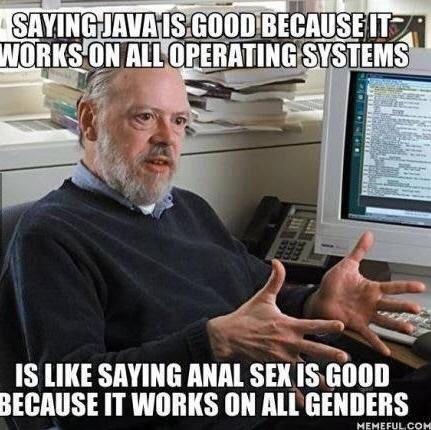 SAYING JAVA IS GOOD BECAUSE IT
WORKS ON ALL OPERATING SYSTEMS
IS LIKE SAYING ANAL SEX IS GOOD
BECAUSE IT WORKS ON ALL GENDERS
MEMEFUL.COM